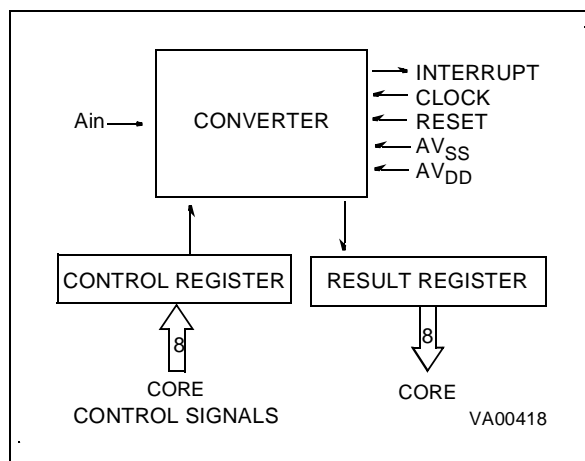 INTERRUPT
CLOCK
Ain
CONVERTER
RESET
AVSS
AVDD
CONTROL REGISTER
RESULT REGISTER
8
8
CORE
CONTROL SIGNALS
CORE
VA00418